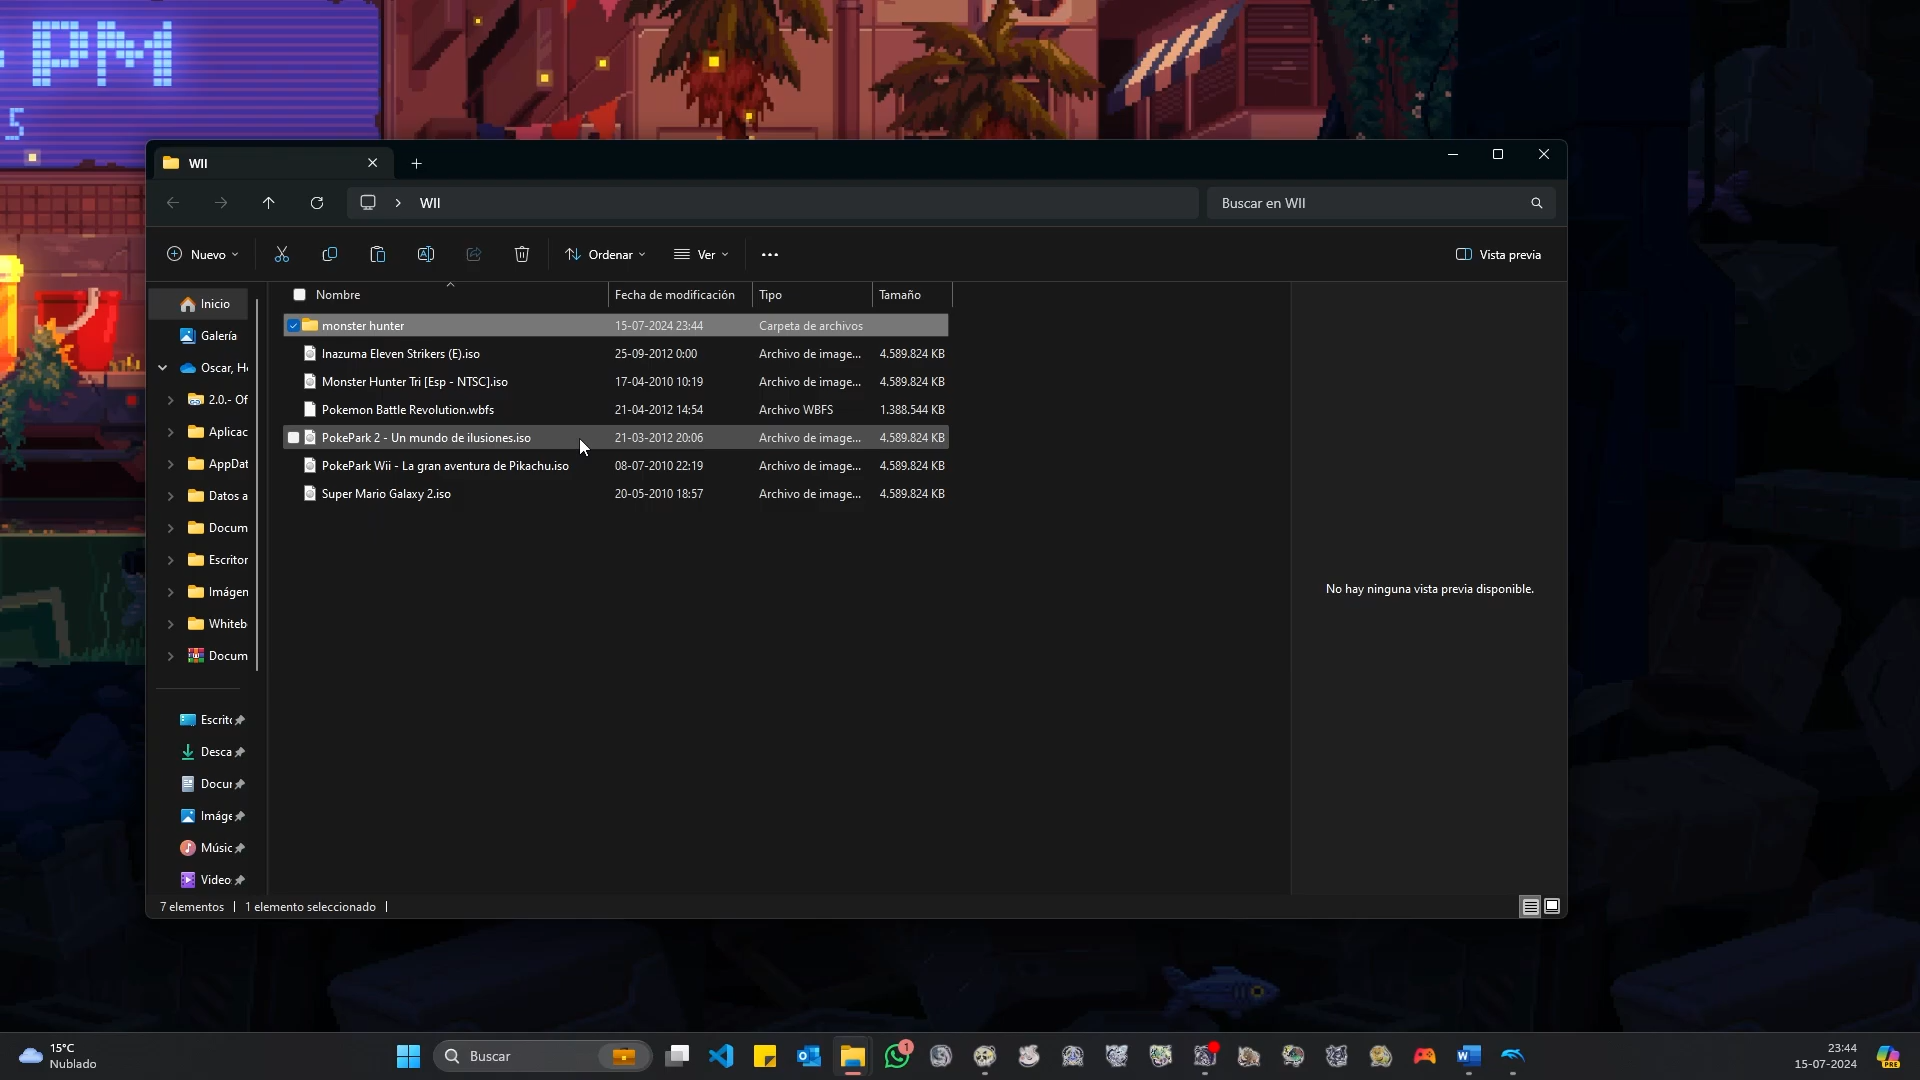 PM
5
WII
WII
Buscar en WII
Nuevo
Ordenar
Ver
Vista previa
Nombre
Fecha de modificación
Tipo
Tamaño
monster hunter
15-07-2024 23:44
Carpeta de archivos
Inazuma Eleven Strikers (E).iso
25-09-2012 0:00
Archivo de image...
4.589.824 KB
Monster Hunter Tri [Esp - NTSC].iso
17-04-2010 10:19
Archivo de image...
4.589.824 KB
Pokemon Battle Revolution.wbfs
21-04-2012 14:54
Archivo WBFS
1.388.544 KB
PokePark 2 - Un mundo de ilusiones.iso
21-03-2012 20:06
Archivo de image...
4.589.824 KB
PokePark Wii - La gran aventura de Pikachu.iso
08-07-2010 22:19
Archivo de image...
4.589.824 KB
Super Mario Galaxy 2.iso
20-05-2010 18:57
Archivo de image...
4.589.824 KB
Inicio
Galería
Oscar, H
2.0.- Of
Aplicac
AppDat
Datos a
Docum
Escritor
Imágen
Whiteb
Docum
Escrit
Desca
Docu
Imáge
Músic
Video
No hay ninguna vista previa disponible.
7 elementos
1 elemento seleccionado
15°C
Nublado
Buscar
1
23:44
15-07-2024
PRE